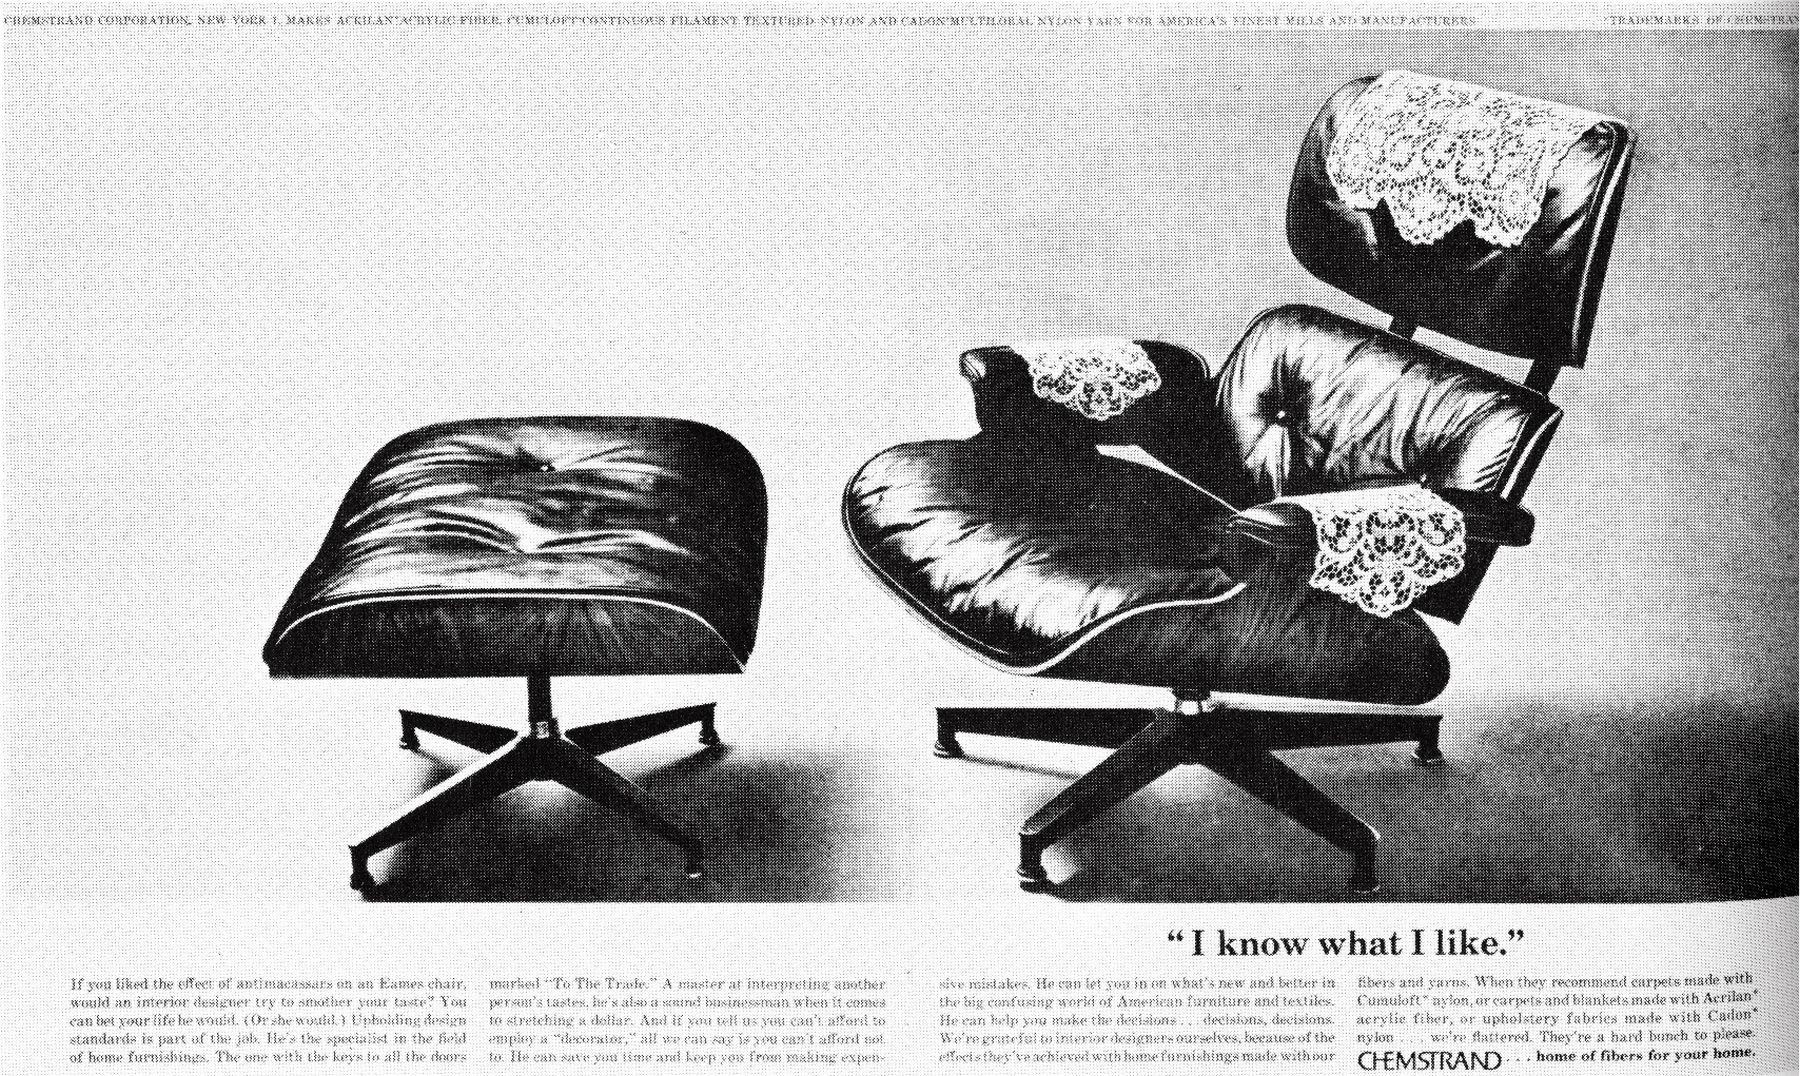 CHEMSTRAND CORPORATION, NEW YORK 1, MAKES ACRILAN* ACRYLIC FIBER, CUMULOFT* CONTINUOUS FILAMENT TEXTURED NYLON AND CADON* MULTILOBAL NYLON YARN FOR AMERICA'S FINEST MILLS AND MANUFACTURERS
*TRADEMARKS OF CHEMSTRAN
“I know what I like.”
If you liked the effect of antimacassars on an Eames chair,
would an interior designer try to smother your taste? You
can bet your life he would. (Or she would.) Upholding design
standards is part of the job. He's the specialist in the field
of home furnishings. The one with the keys to all the doors
marked “To The Trade.” A master at interpreting another
person's tastes, he's also a sound businessman when it comes
to stretching a dollar. And if you tell us you can't afford to
employ a “decorator,” all we can say is you can't afford not
to. He can save you time and keep you from making expen-
sive mistakes. He can let you in on what's new and better in
the big confusing world of American furniture and textiles.
He can help you make the decisions . . . decisions, decisions.
We're grateful to interior designers ourselves, because of the
effects they've achieved with home furnishings made with our
fibers and yarns. When they recommend carpets made with
Cumuloft* nylon, or carpets and blankets made with Acrilan*
acrylic fiber, or upholstery fabrics made with Cadon*
nylon . . . we're flattered. They're a hard bunch to please.
CHEMSTRAND . . . home of fibers for your home.